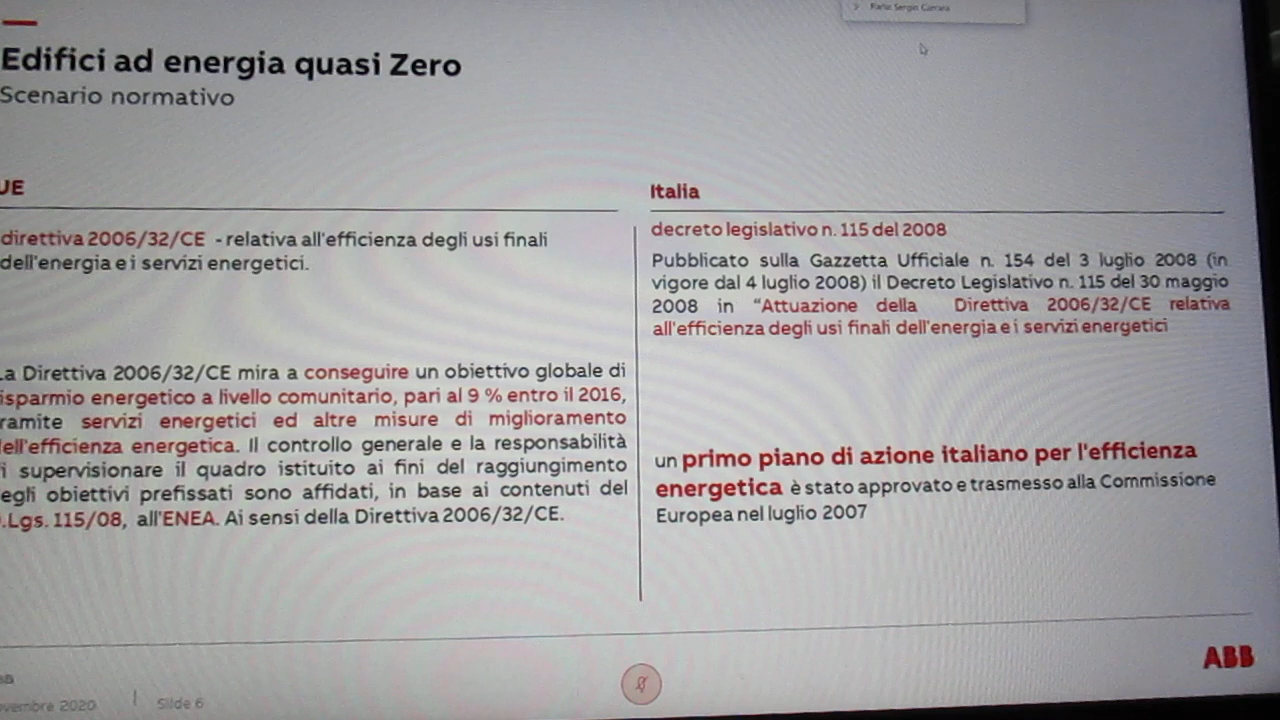 Edifici ad energia quasi Zero
Scenario normativo
UE
direttiva 2006/32/CE - relativa all'efficienza degli usi finali
dell'energia e i servizi energetici.
La Direttiva 2006/32/CE mira a conseguire un obiettivo globale di
isparmio energetico a livello comunitario, pari al 9 % entro il 2016,
ramite servizi energetici ed altre misure di miglioramento
dell'efficienza energetica. Il controllo generale e la responsabilità
i supervisionare il quadro istituito ai fini del raggiungimento
egli obiettivi prefissati sono affidati, in base ai contenuti del
.Lgs. 115/08, all'ENEA. Ai sensi della Direttiva 2006/32/CE.
Italia
decreto legislativo n. 115 del 2008
Pubblicato sulla Gazzetta Ufficiale n. 154 del 3 luglio 2008 (in
vigore dal 4 luglio 2008) il Decreto Legislativo n. 115 del 30 maggio
2008 in “Attuazione della Direttiva 2006/32/CE relativa
all'efficienza degli usi finali dell'energia e i servizi energetici
un primo piano di azione italiano per l'efficienza
energetica è stato approvato e trasmesso alla Commissione
Europea nel luglio 2007
ABB
ovembre 2020 | Slide 6